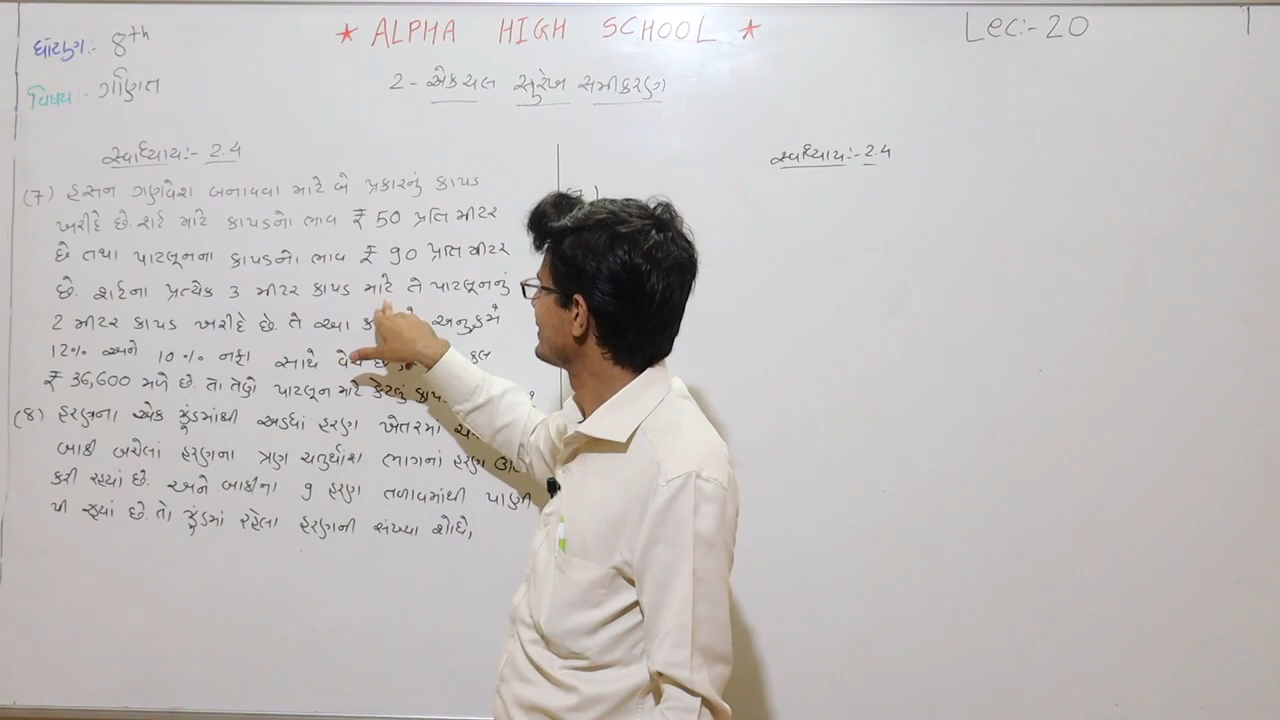 ધોરણ:- 8th
★ ALPHA HIGH SCHOOL ★
Lec:- 20
વિષય:- ગણિત
2 - એકચલ સુરેખ સમીકરણ
સ્વાધ્યાય:- 2.4
(7) હસન ગણવેશ બનાવવા માટે બે પ્રકારનું કાપડ
ખરીદે છે. શર્ટ માટે કાપડનો ભાવ ₹ 50 પ્રતિ મીટર
છે તથા પાટલૂનના કાપડનો ભાવ ₹ 90 પ્રતિ મીટર
છે. શર્ટના પ્રત્યેક 3 મીટર કાપડ માટે તે પાટલૂનનું
2 મીટર કાપડ ખરીદે છે. તે આ અનુક્રમે
12% અને 10% નફા સાથે કુલ
₹ 36,600 મળે છે. તો તેણે પાટલૂન માટે કેટલું
(8) હરણના એક ઝુંડમાંથી અડધાં હરણ ખેતરમાં
બાકી બચેલાં હરણના ત્રણ ચતુર્થાંશ ભાગનાં હરણ
કરી રહ્યાં છે. અને બાકીના 9 હરણ તળાવમાંથી પાણી
પી રહ્યાં છે. તો ઝુંડમાં રહેલા હરણની સંખ્યા શોધો,
સ્વાધ્યાય:- 2.4